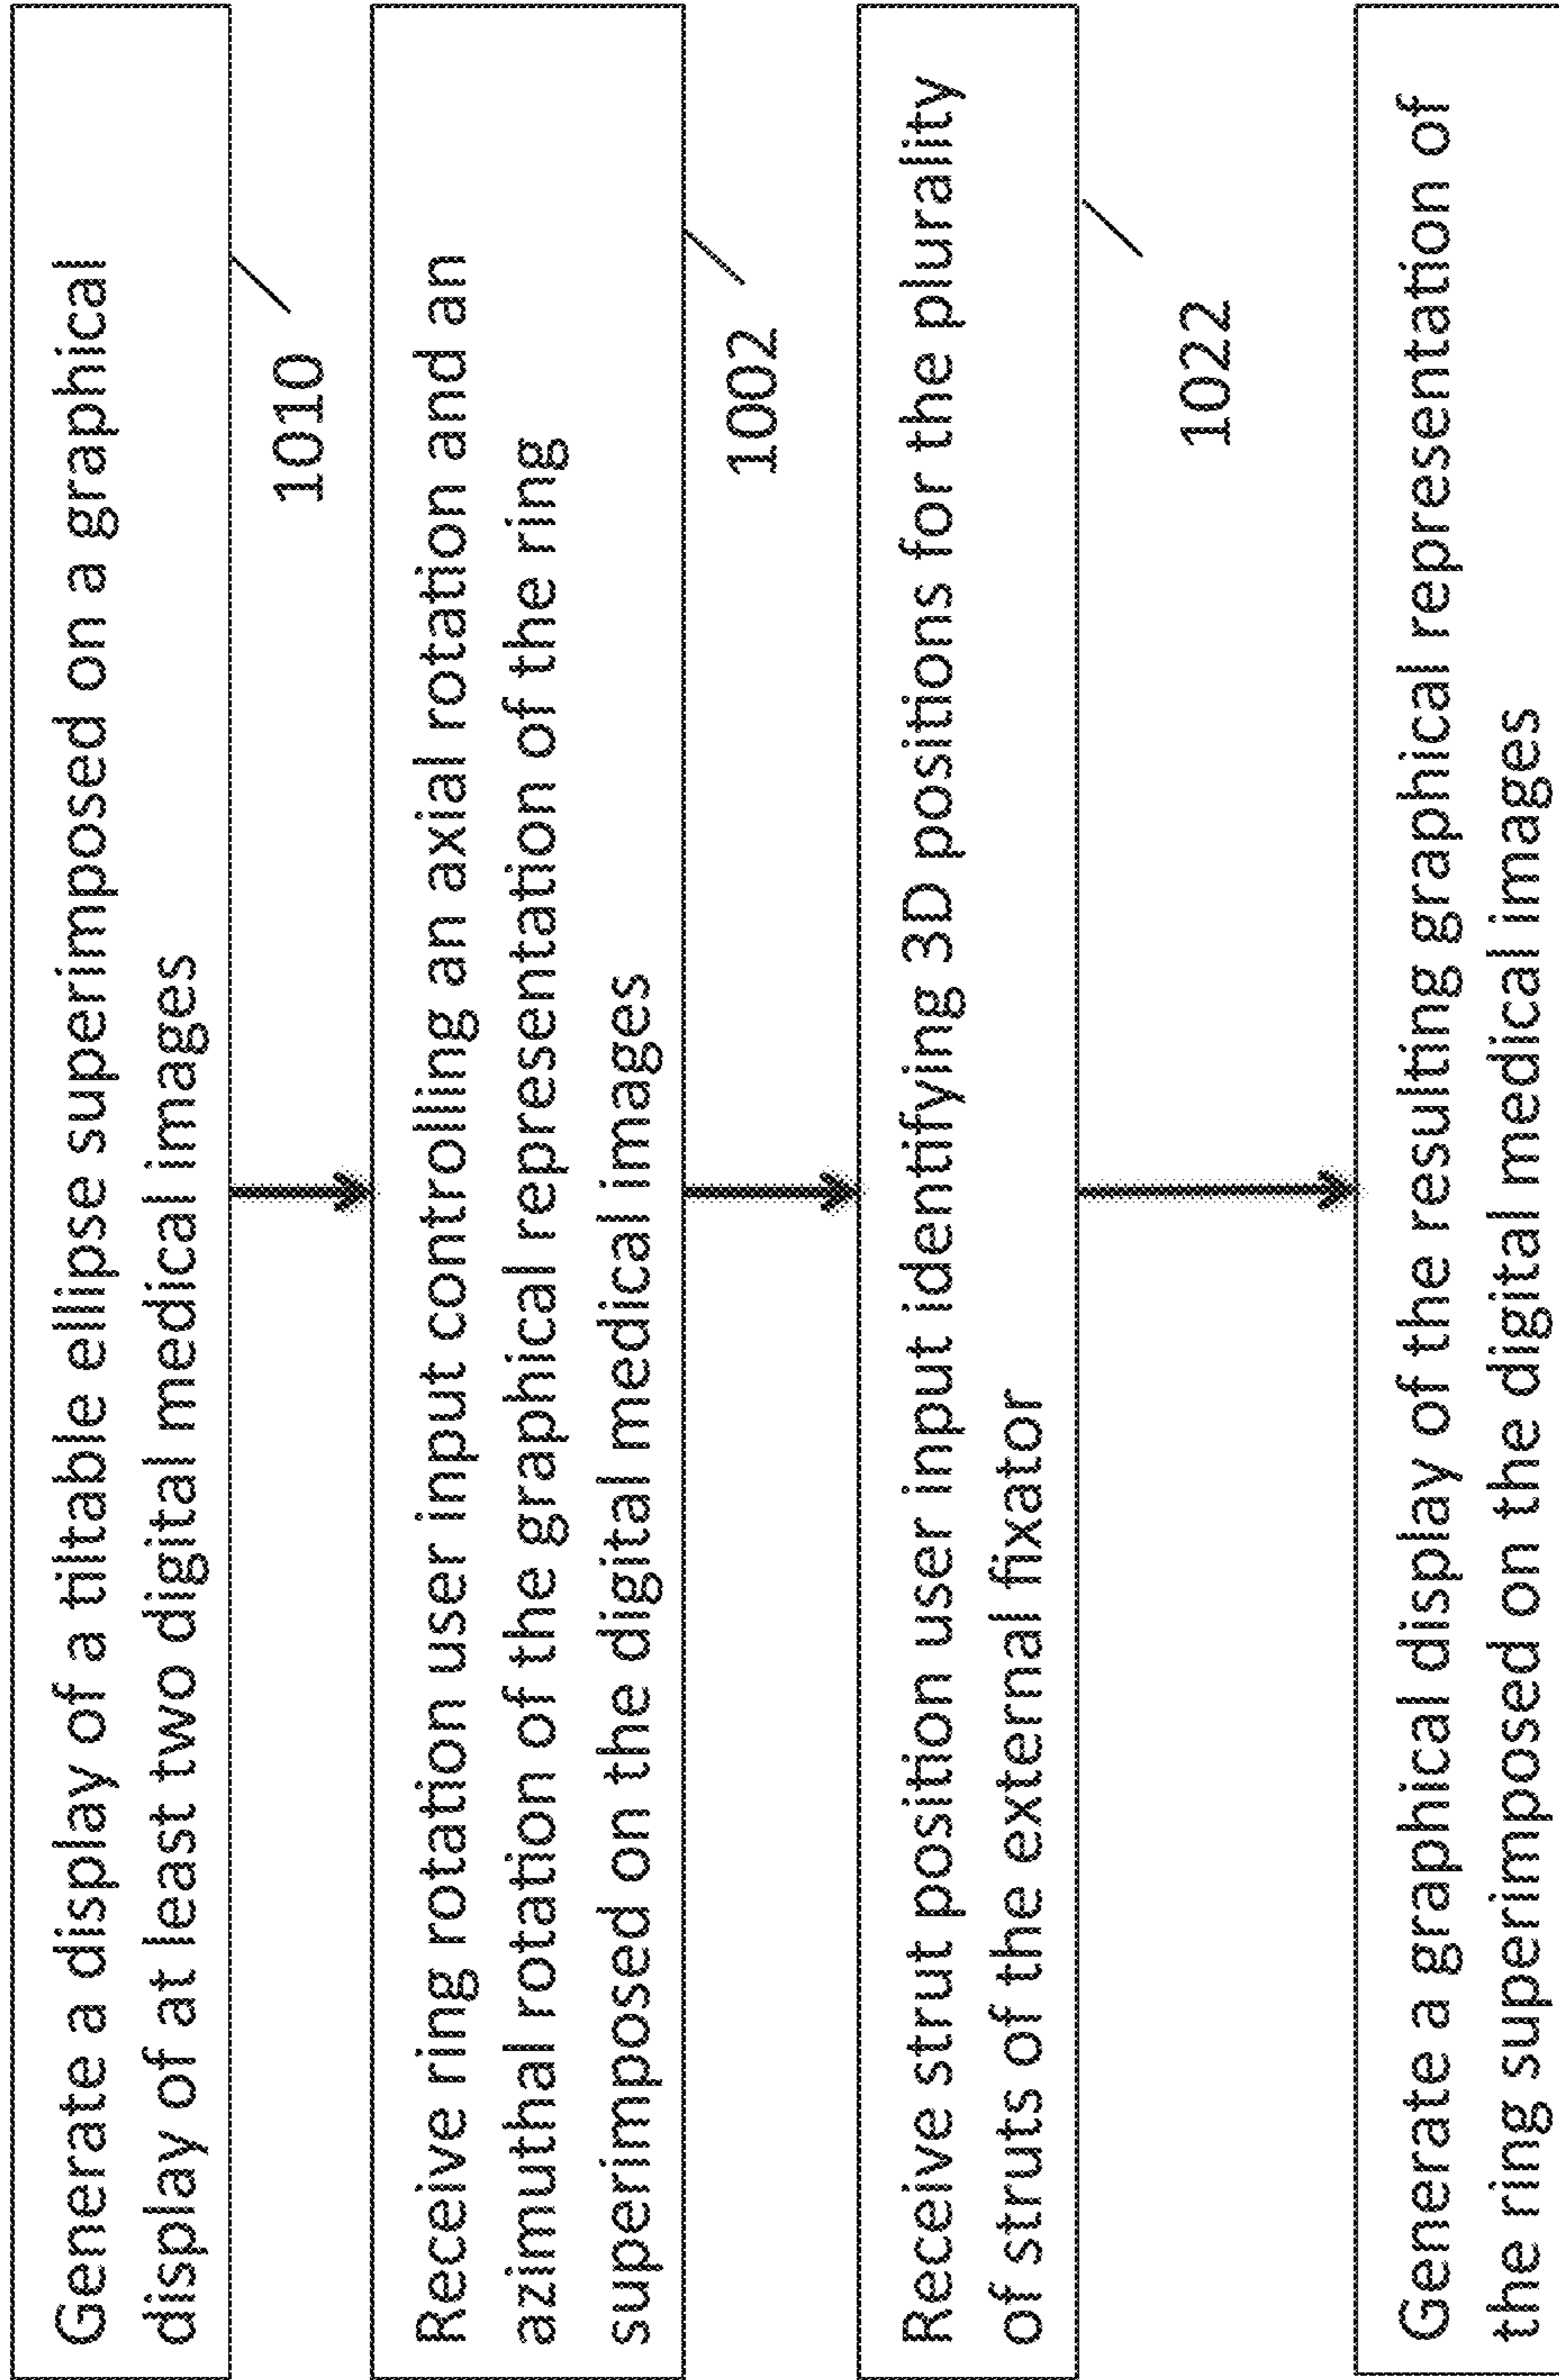 Generate a display of a tiltable ellipse superimposed on a graphical
display of at least two digital medical images
1010
Receive ring rotation user input controlling an axial rotation and an
azimuthal rotation of the graphical representation of the ring
superimposed on the digital medical images
1002
Receive strut position user input identifying 3D positions for the plurality
of struts of the external fixator
1022
Generate a graphical display of the resulting graphical representation of
the ring superimposed on the digital medical images